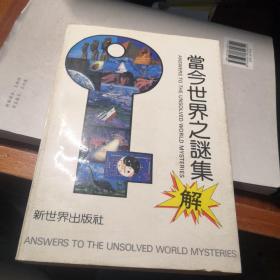 當今世界之謎集
解
ANSWERS TO THE UNSOLVED WORLD MYSTERIES
新世界出版社
ANSWERS TO THE UNSOLVED WORLD MYSTERIES